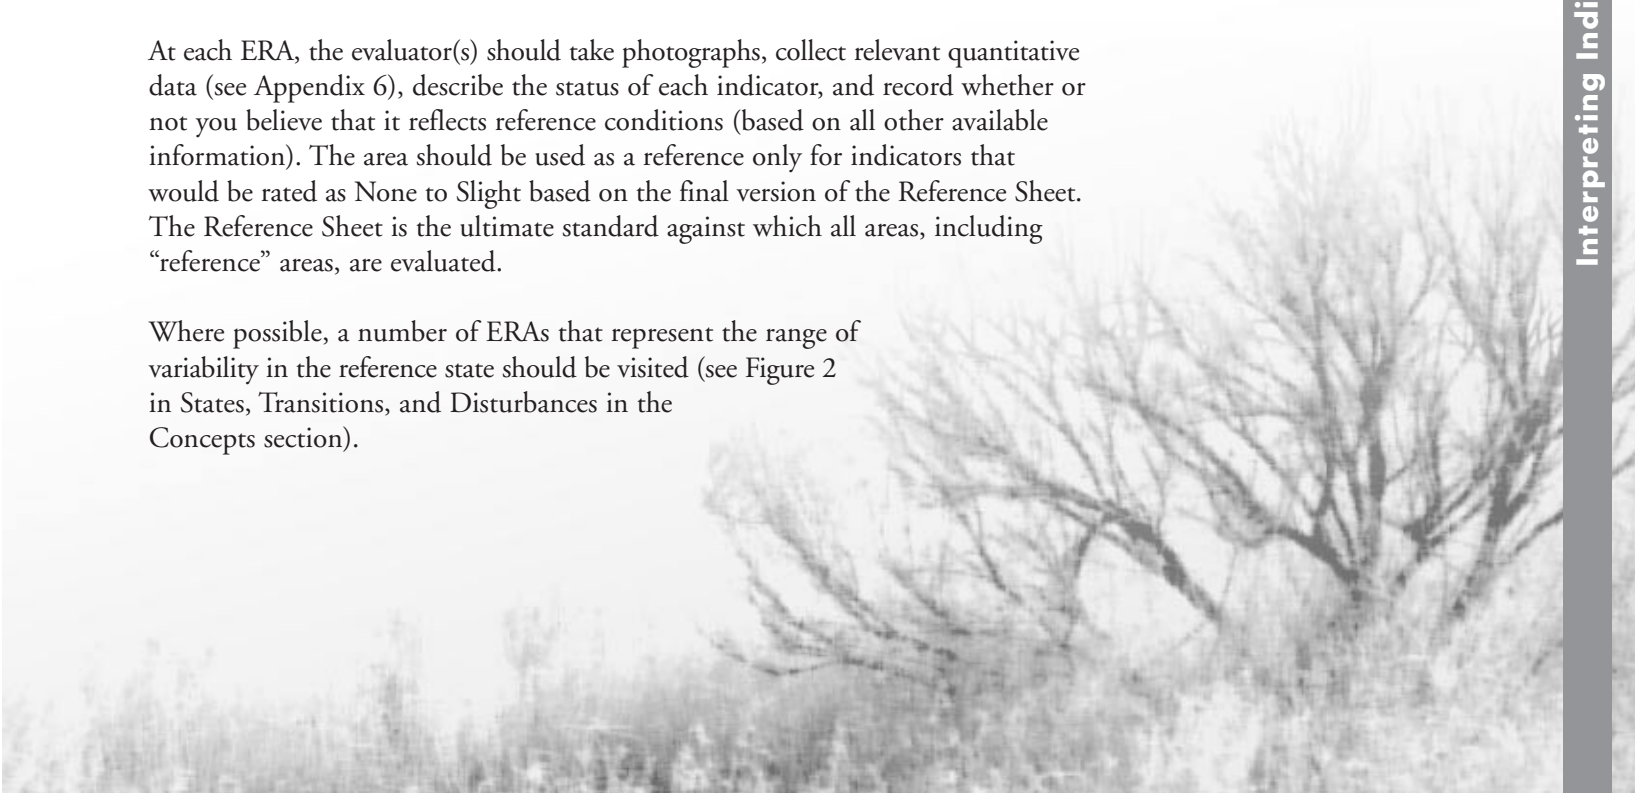 At each ERA, the evaluator(s) should take photographs, collect relevant quantitative
data (see Appendix 6), describe the status of each indicator, and record whether or
not you believe that it reflects reference conditions (based on all other available
information). The area should be used as a reference only for indicators that
would be rated as None to Slight based on the final version of the Reference Sheet.
The Reference Sheet is the ultimate standard against which all areas, including
“reference” areas, are evaluated.
Where possible, a number of ERAs that represent the range of
variability in the reference state should be visited (see Figure 2
in States, Transitions, and Disturbances in the
Concepts section).
Interpreting Indi